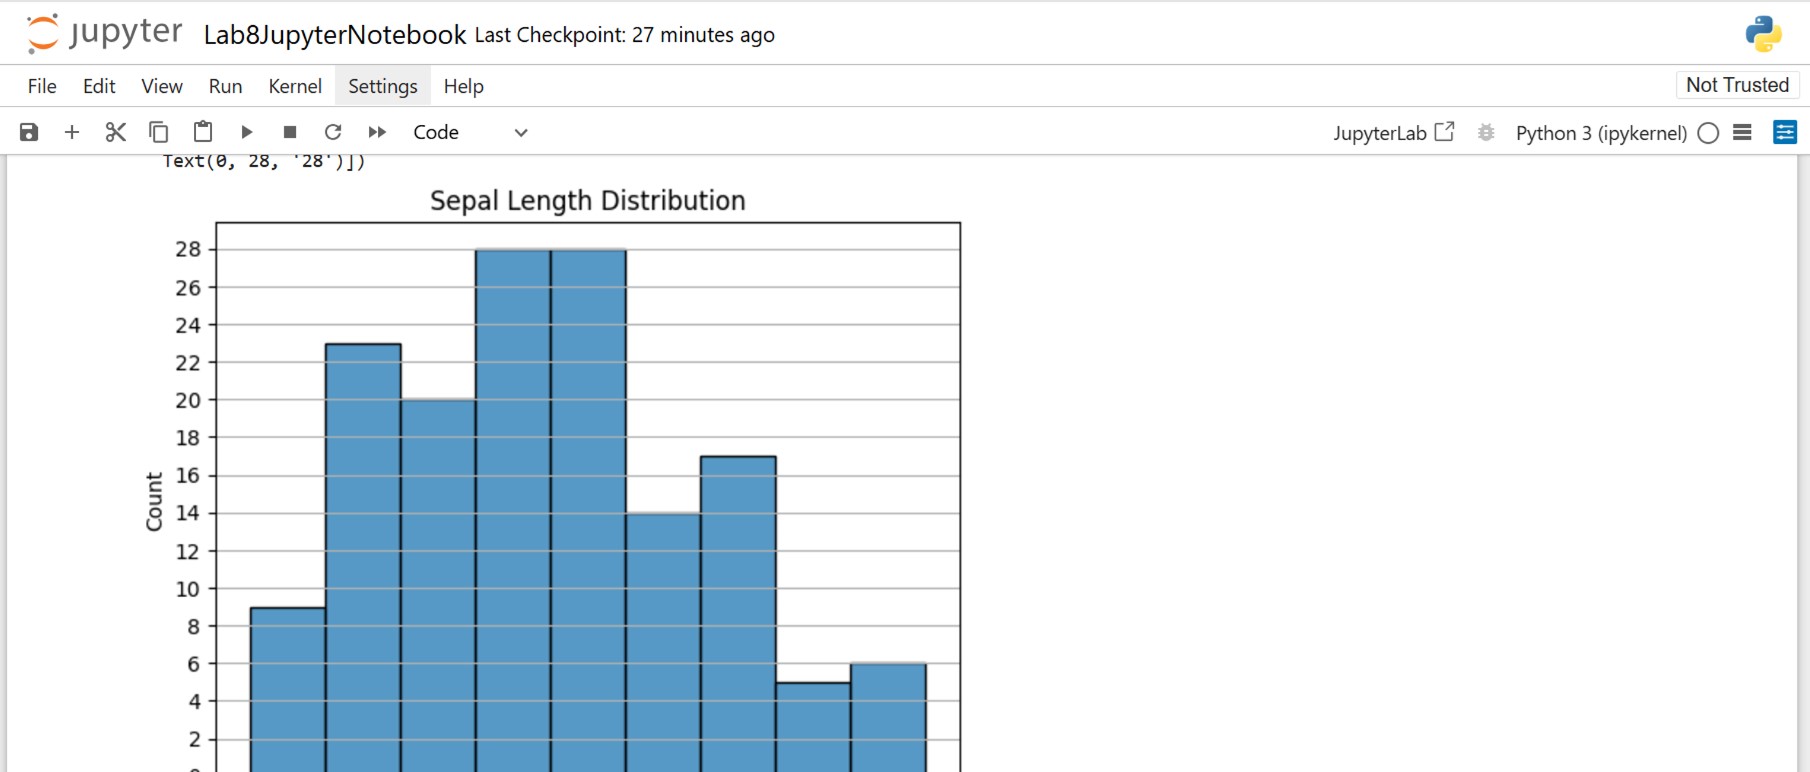 jupyter Lab8JupyterNotebook Last Checkpoint: 27 minutes ago
File Edit View Run Kernel Settings Help Not Trusted
Code JupyterLab Python 3 (ipykernel)
Text(0, 28, '28')])
Sepal Length Distribution
28
26
24
22
20
18
16
Count
14
12
10
8
6
4
2